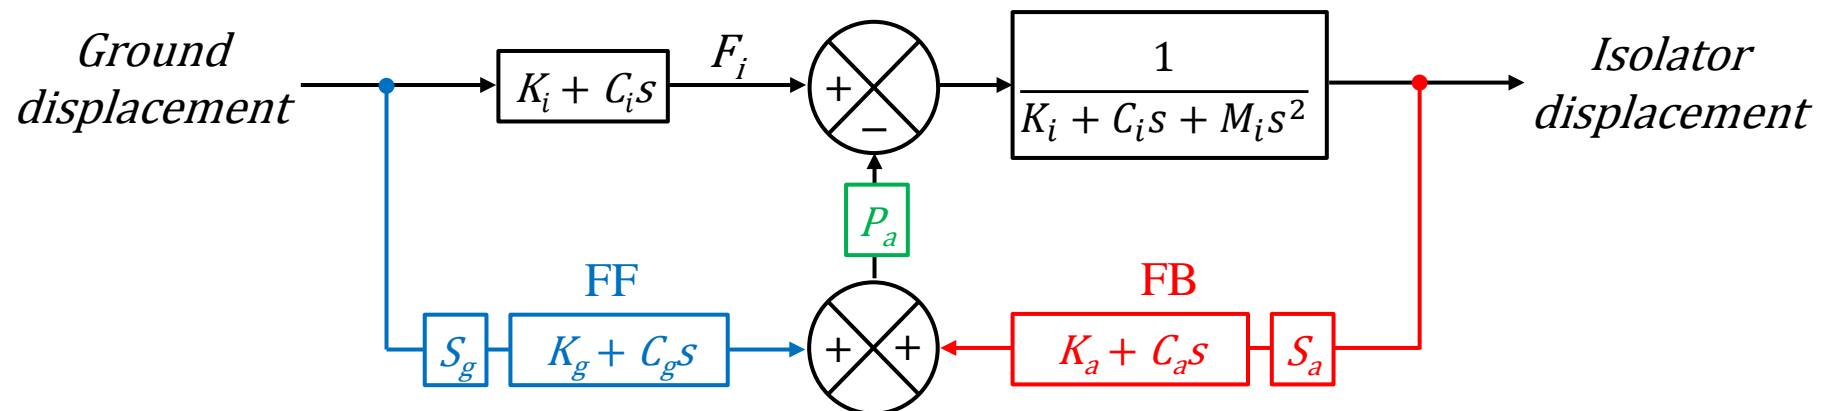 Ground
displacement
K_i + C_i s
F_i
+
−
1
K_i + C_i s + M_i s^2
Isolator
displacement
P_a
FF
FB
S_g
K_g + C_g s
+
+
K_a + C_a s
S_a